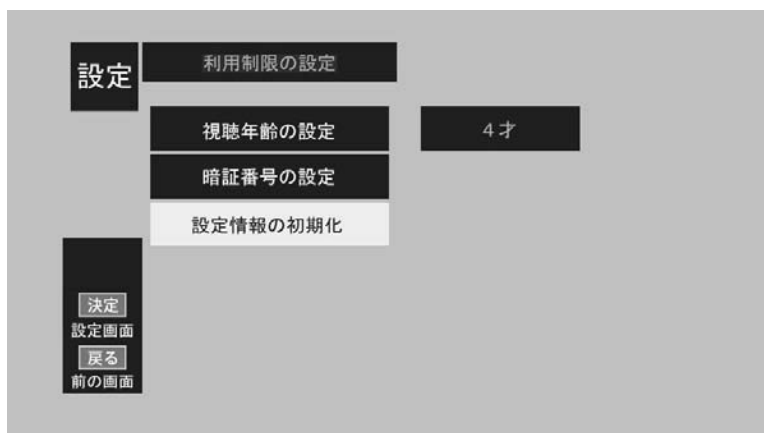 設定
利用制限の設定
視聴年齢の設定
4才
暗証番号の設定
設定情報の初期化
決定
設定画面
戻る
前の画面